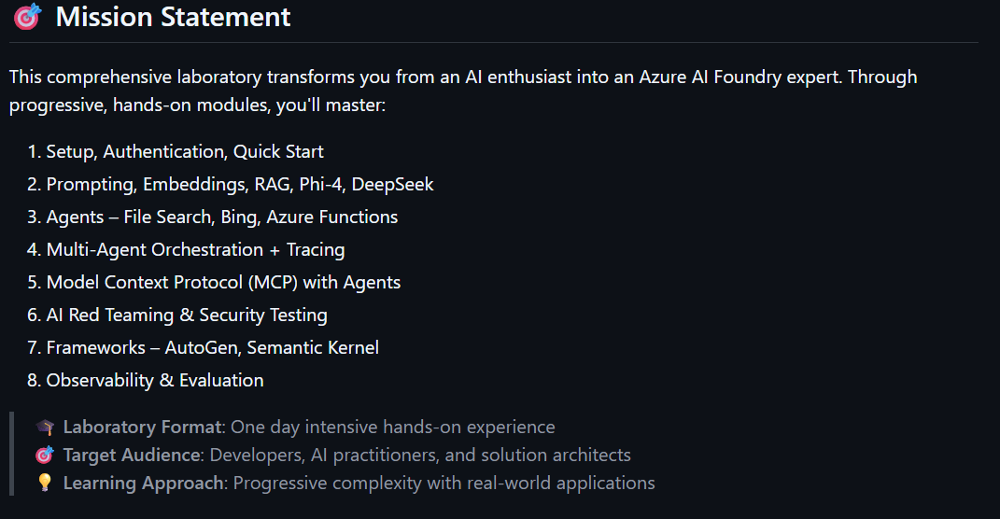 🎯 Mission Statement
This comprehensive laboratory transforms you from an AI enthusiast into an Azure AI Foundry expert. Through
progressive, hands-on modules, you'll master:
1. Setup, Authentication, Quick Start
2. Prompting, Embeddings, RAG, Phi-4, DeepSeek
3. Agents – File Search, Bing, Azure Functions
4. Multi-Agent Orchestration + Tracing
5. Model Context Protocol (MCP) with Agents
6. AI Red Teaming & Security Testing
7. Frameworks – AutoGen, Semantic Kernel
8. Observability & Evaluation
🎓 Laboratory Format: One day intensive hands-on experience
🎯 Target Audience: Developers, AI practitioners, and solution architects
💡 Learning Approach: Progressive complexity with real-world applications